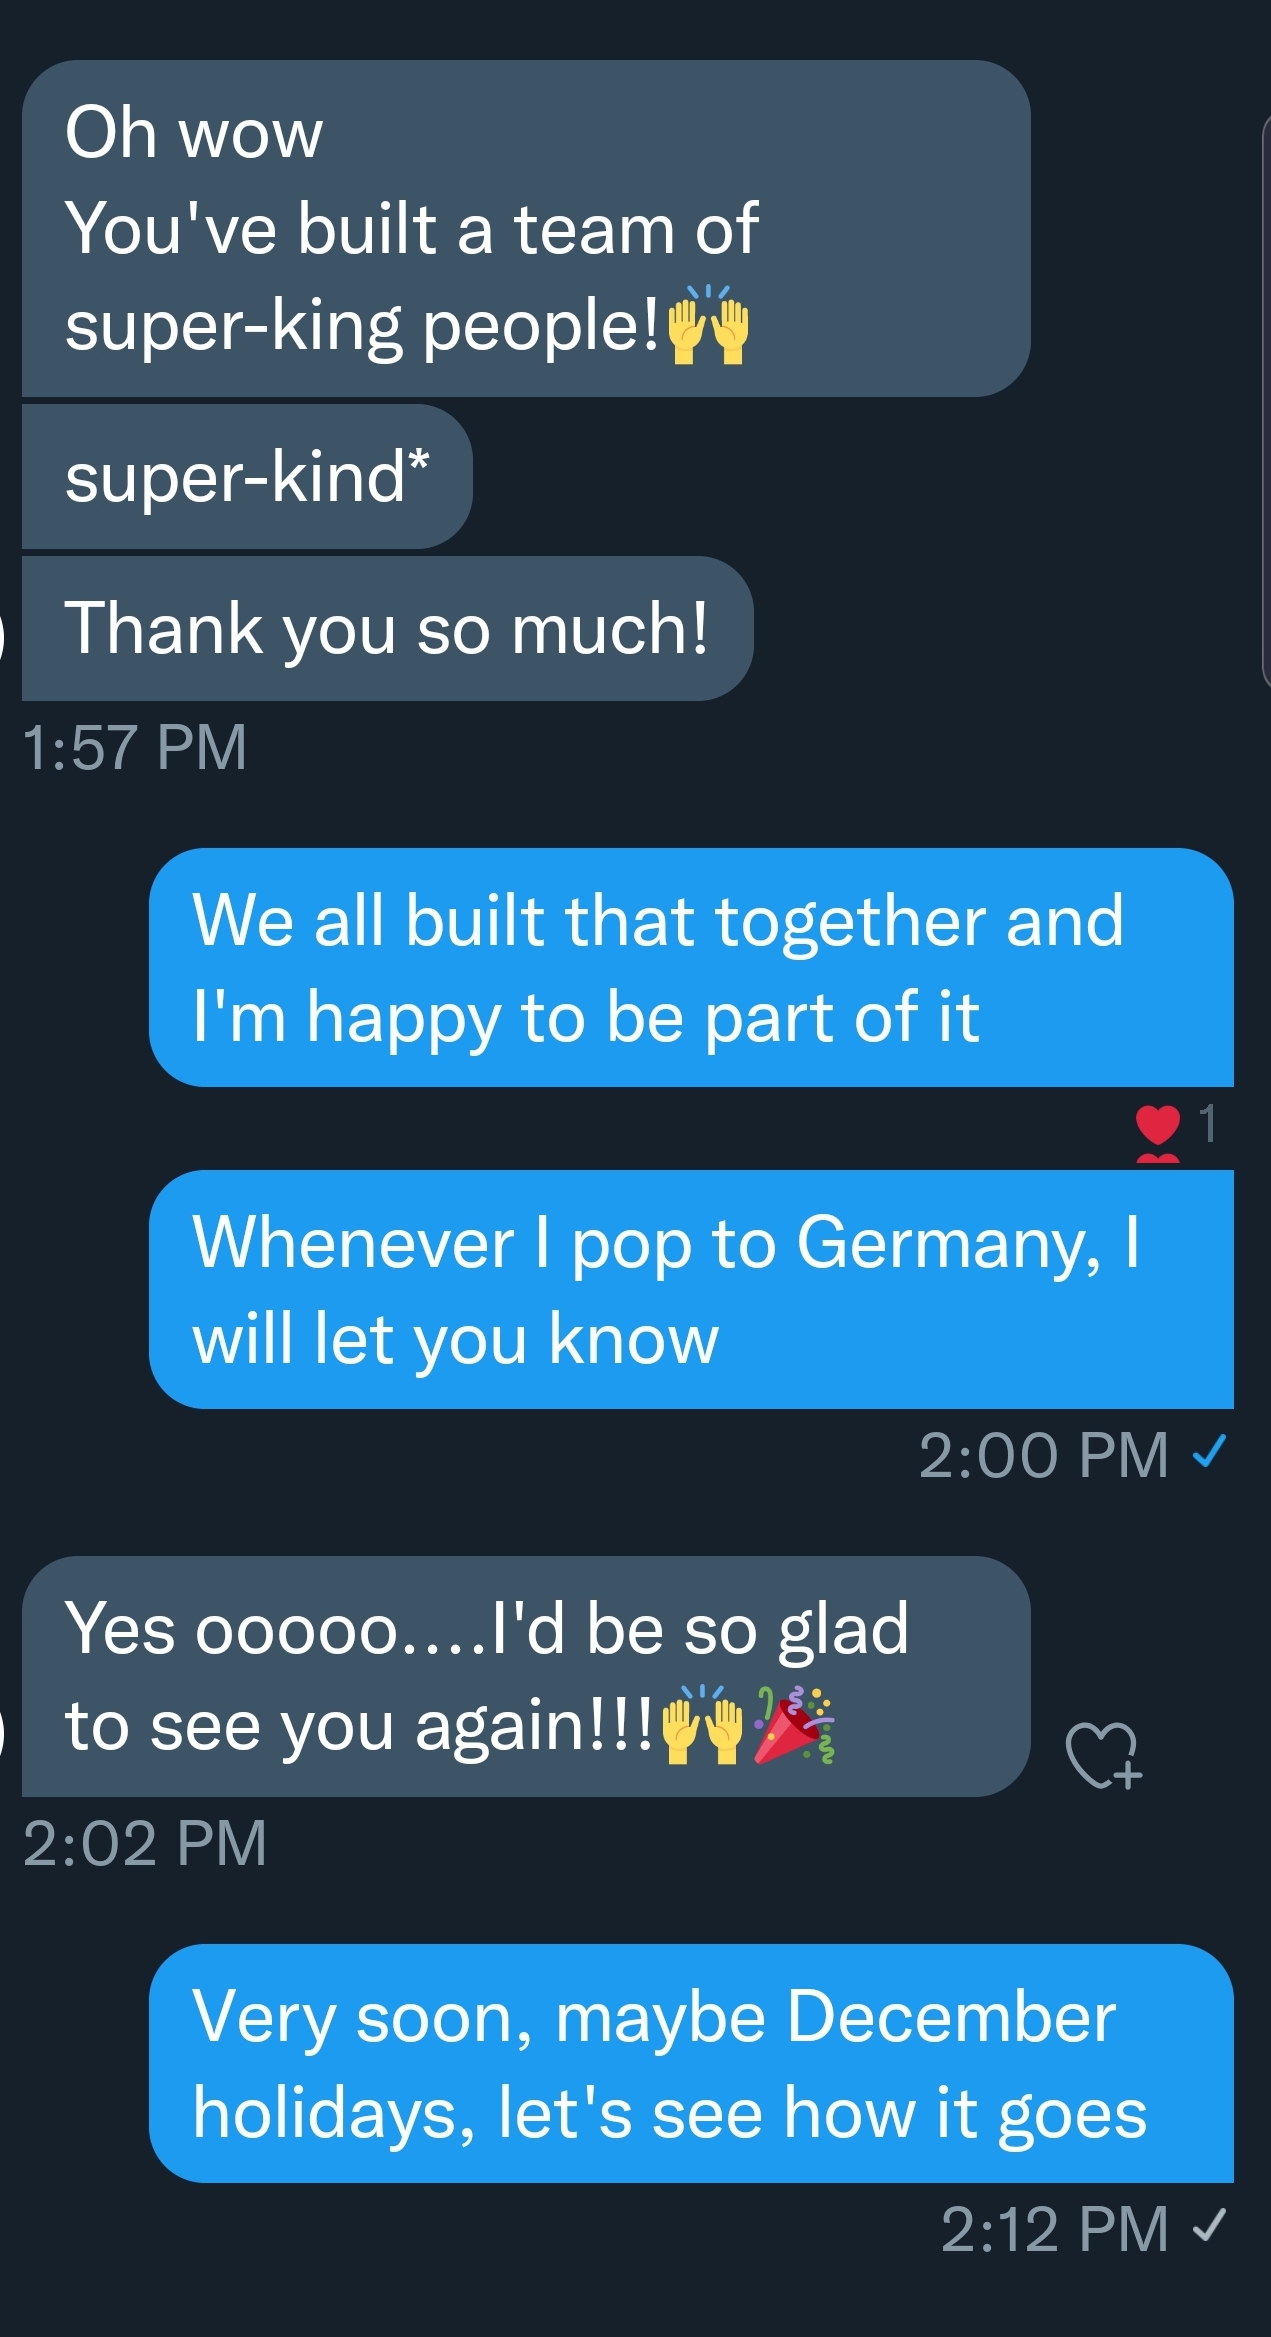 Oh wow
You've built a team of
super-king people!🙌
super-kind*
Thank you so much!
1:57 PM
We all built that together and
I'm happy to be part of it
❤️ 1
Whenever I pop to Germany, I
will let you know
2:00 PM ✓
Yes ooooo....I'd be so glad
to see you again!!!🙌🎉
2:02 PM
Very soon, maybe December
holidays, let's see how it goes
2:12 PM ✓